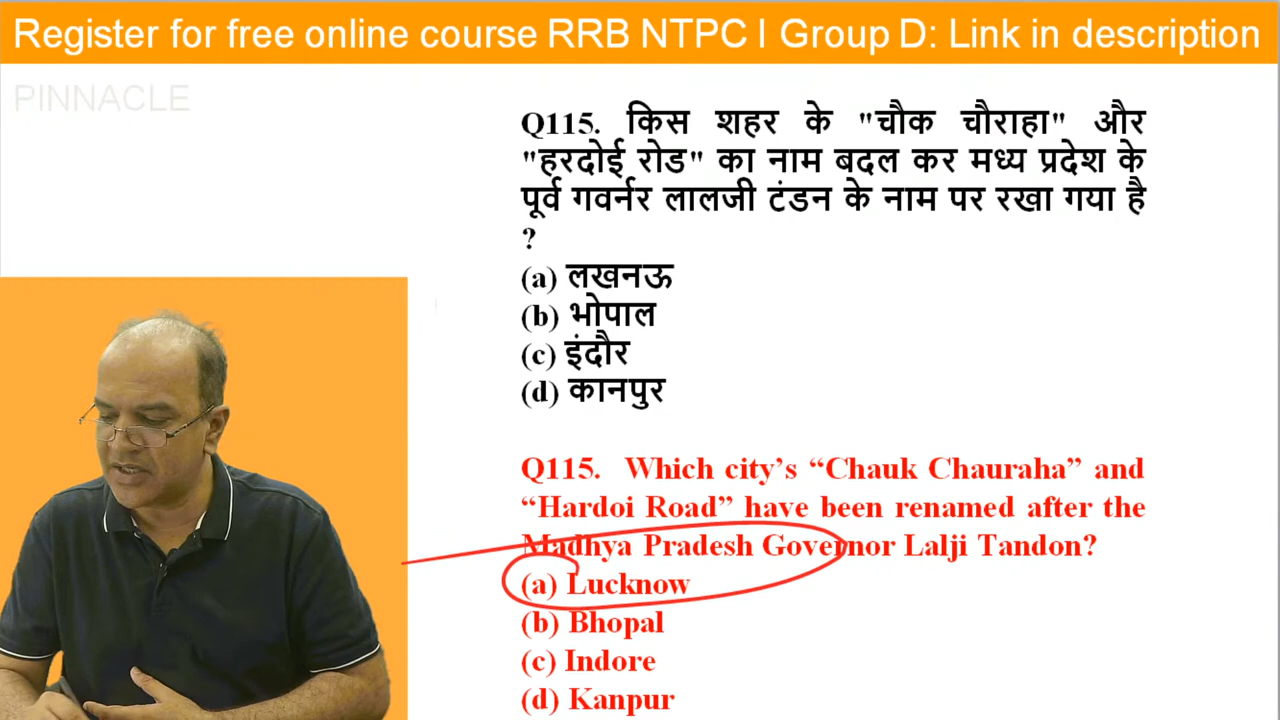 Register for free online course RRB NTPC I Group D: Link in description
PINNACLE
Q115. किस शहर के "चौक चौराहा" और
"हरदोई रोड" का नाम बदल कर मध्य प्रदेश के
पूर्व गवर्नर लालजी टंडन के नाम पर रखा गया है
?
(a) लखनऊ
(b) भोपाल
(c) इंदौर
(d) कानपुर
Q115. Which city's “Chauk Chauraha” and
“Hardoi Road” have been renamed after the
Madhya Pradesh Governor Lalji Tandon?
(a) Lucknow
(b) Bhopal
(c) Indore
(d) Kanpur